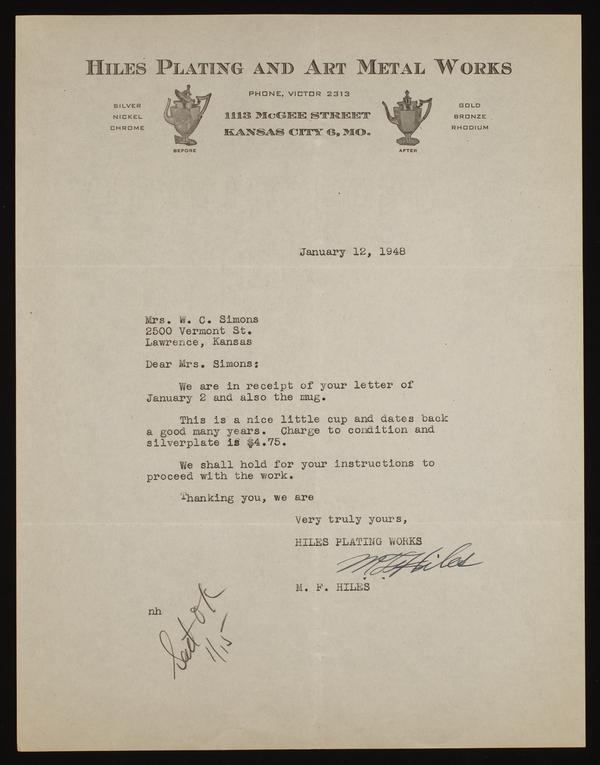 HILES PLATING AND ART METAL WORKS
PHONE, VICTOR 2313
SILVER
NICKEL
CHROME
1113 MCGEE STREET
KANSAS CITY 6, MO.
GOLD
BRONZE
RHODIUM
BEFORE
AFTER
January 12, 1948
Mrs. W. C. Simons
2500 Vermont St.
Lawrence, Kansas
Dear Mrs. Simons:
We are in receipt of your letter of
January 2 and also the mug.
This is a nice little cup and dates back
a good many years. Charge to condition and
silverplate is $4.75.
We shall hold for your instructions to
proceed with the work.
Thanking you, we are
Very truly yours,
HILES PLATING WORKS
M F Hiles
M. F. HILES
nh
Sent OK
1/15